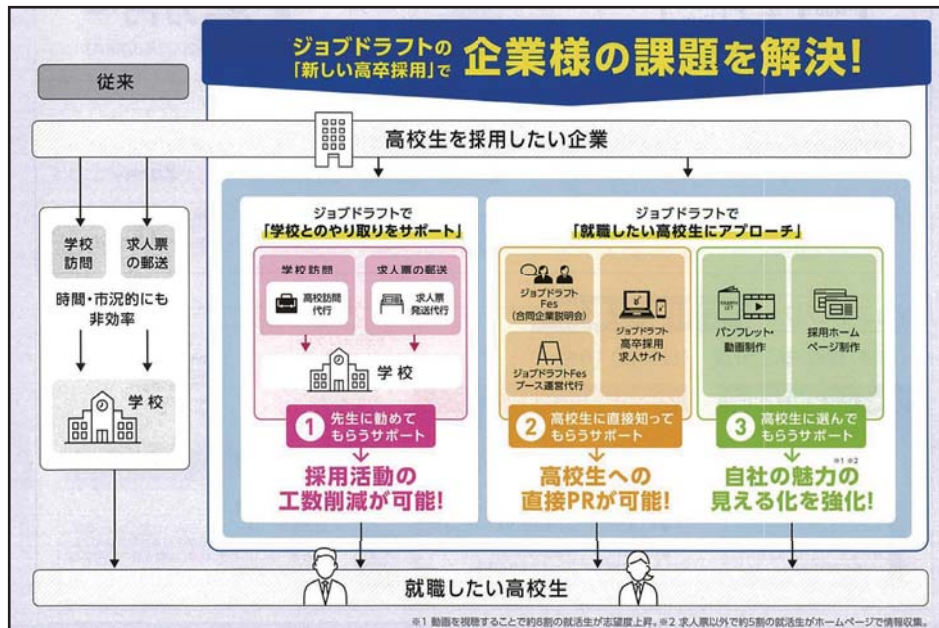 ジョブドラフトの
「新しい高卒採用」で
企業様の課題を解決!
従来
高校生を採用したい企業
学校
訪問
求人票
の郵送
時間・市況的にも
非効率
学校
ジョブドラフトで
「学校とのやり取りをサポート」
学校訪問
高校訪問
代行
求人票の郵送
求人票
発送代行
学校
1
先生に勧めて
もらうサポート
採用活動の
工数削減が可能!
ジョブドラフトで
「就職したい高校生にアプローチ」
ジョブドラフト
Fes
(合同企業説明会)
ジョブドラフトFes
ブース運営代行
ジョブドラフト
高卒採用
求人サイト
2
高校生に直接知って
もらうサポート
高校生への
直接PRが可能!
パンフレット・
動画制作
採用ホーム
ページ制作
3
高校生に選んで
もらうサポート
※1 ※2
自社の魅力の
見える化を強化!
就職したい高校生
※1 動画を視聴することで約8割の就活生が志望度上昇。※2 求人票以外で約5割の就活生がホームページで情報収集。